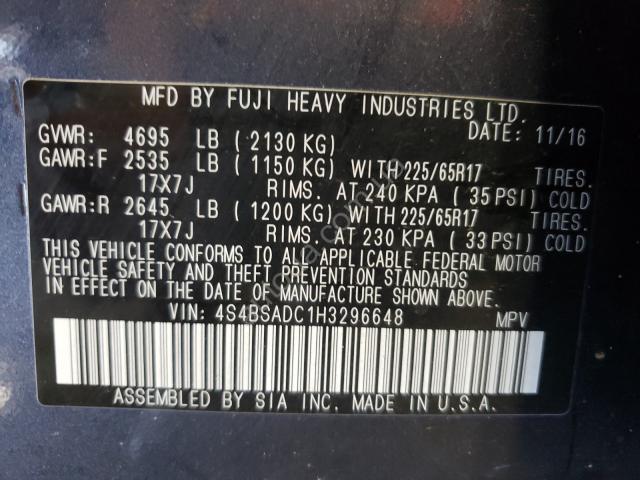 MFD BY FUJI HEAVY INDUSTRIES LTD.
DATE: 11/16
GVWR: 4695 LB ( 2130 KG)
GAWR:F 2535 LB ( 1150 KG) WITH 225/65R17 TIRES.
17X7J RIMS. AT 240 KPA ( 35 PSI) COLD
GAWR:R 2645 LB ( 1200 KG) WITH 225/65R17 TIRES.
17X7J RIMS. AT 230 KPA ( 33 PSI) COLD
THIS VEHICLE CONFORMS TO ALL APPLICABLE FEDERAL MOTOR
VEHICLE SAFETY AND THEFT PREVENTION STANDARDS
IN EFFECT ON THE DATE OF MANUFACTURE SHOWN ABOVE.
VIN: 4S4BSADC1H3296648 MPV
ASSEMBLED BY SIA INC. MADE IN U.S.A.